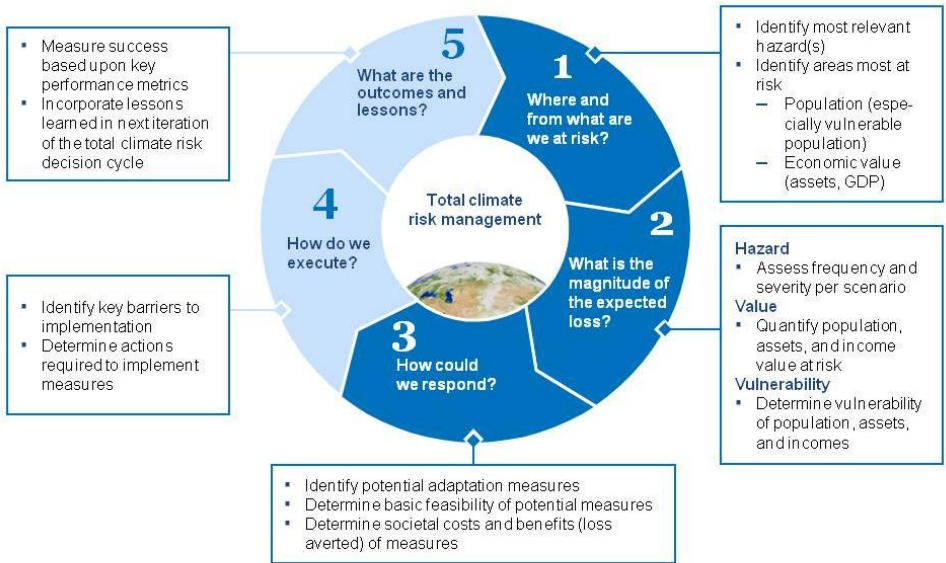 1
Where and
from what are
we at risk?
▪ Identify most relevant
hazard(s)
▪ Identify areas most at
risk
– Population (espe-
cially vulnerable
population)
– Economic value
(assets, GDP)
2
What is the
magnitude of
the expected
loss?
Hazard
▪ Assess frequency and
severity per scenario
Value
▪ Quantify population,
assets, and income
value at risk
Vulnerability
▪ Determine vulnerability
of population, assets,
and incomes
3
How could
we respond?
▪ Identify potential adaptation measures
▪ Determine basic feasibility of potential measures
▪ Determine societal costs and benefits (loss
averted) of measures
4
How do we
execute?
▪ Identify key barriers to
implementation
▪ Determine actions
required to implement
measures
5
What are the
outcomes and
lessons?
▪ Measure success
based upon key
performance metrics
▪ Incorporate lessons
learned in next iteration
of the total climate risk
decision cycle
Total climate
risk management